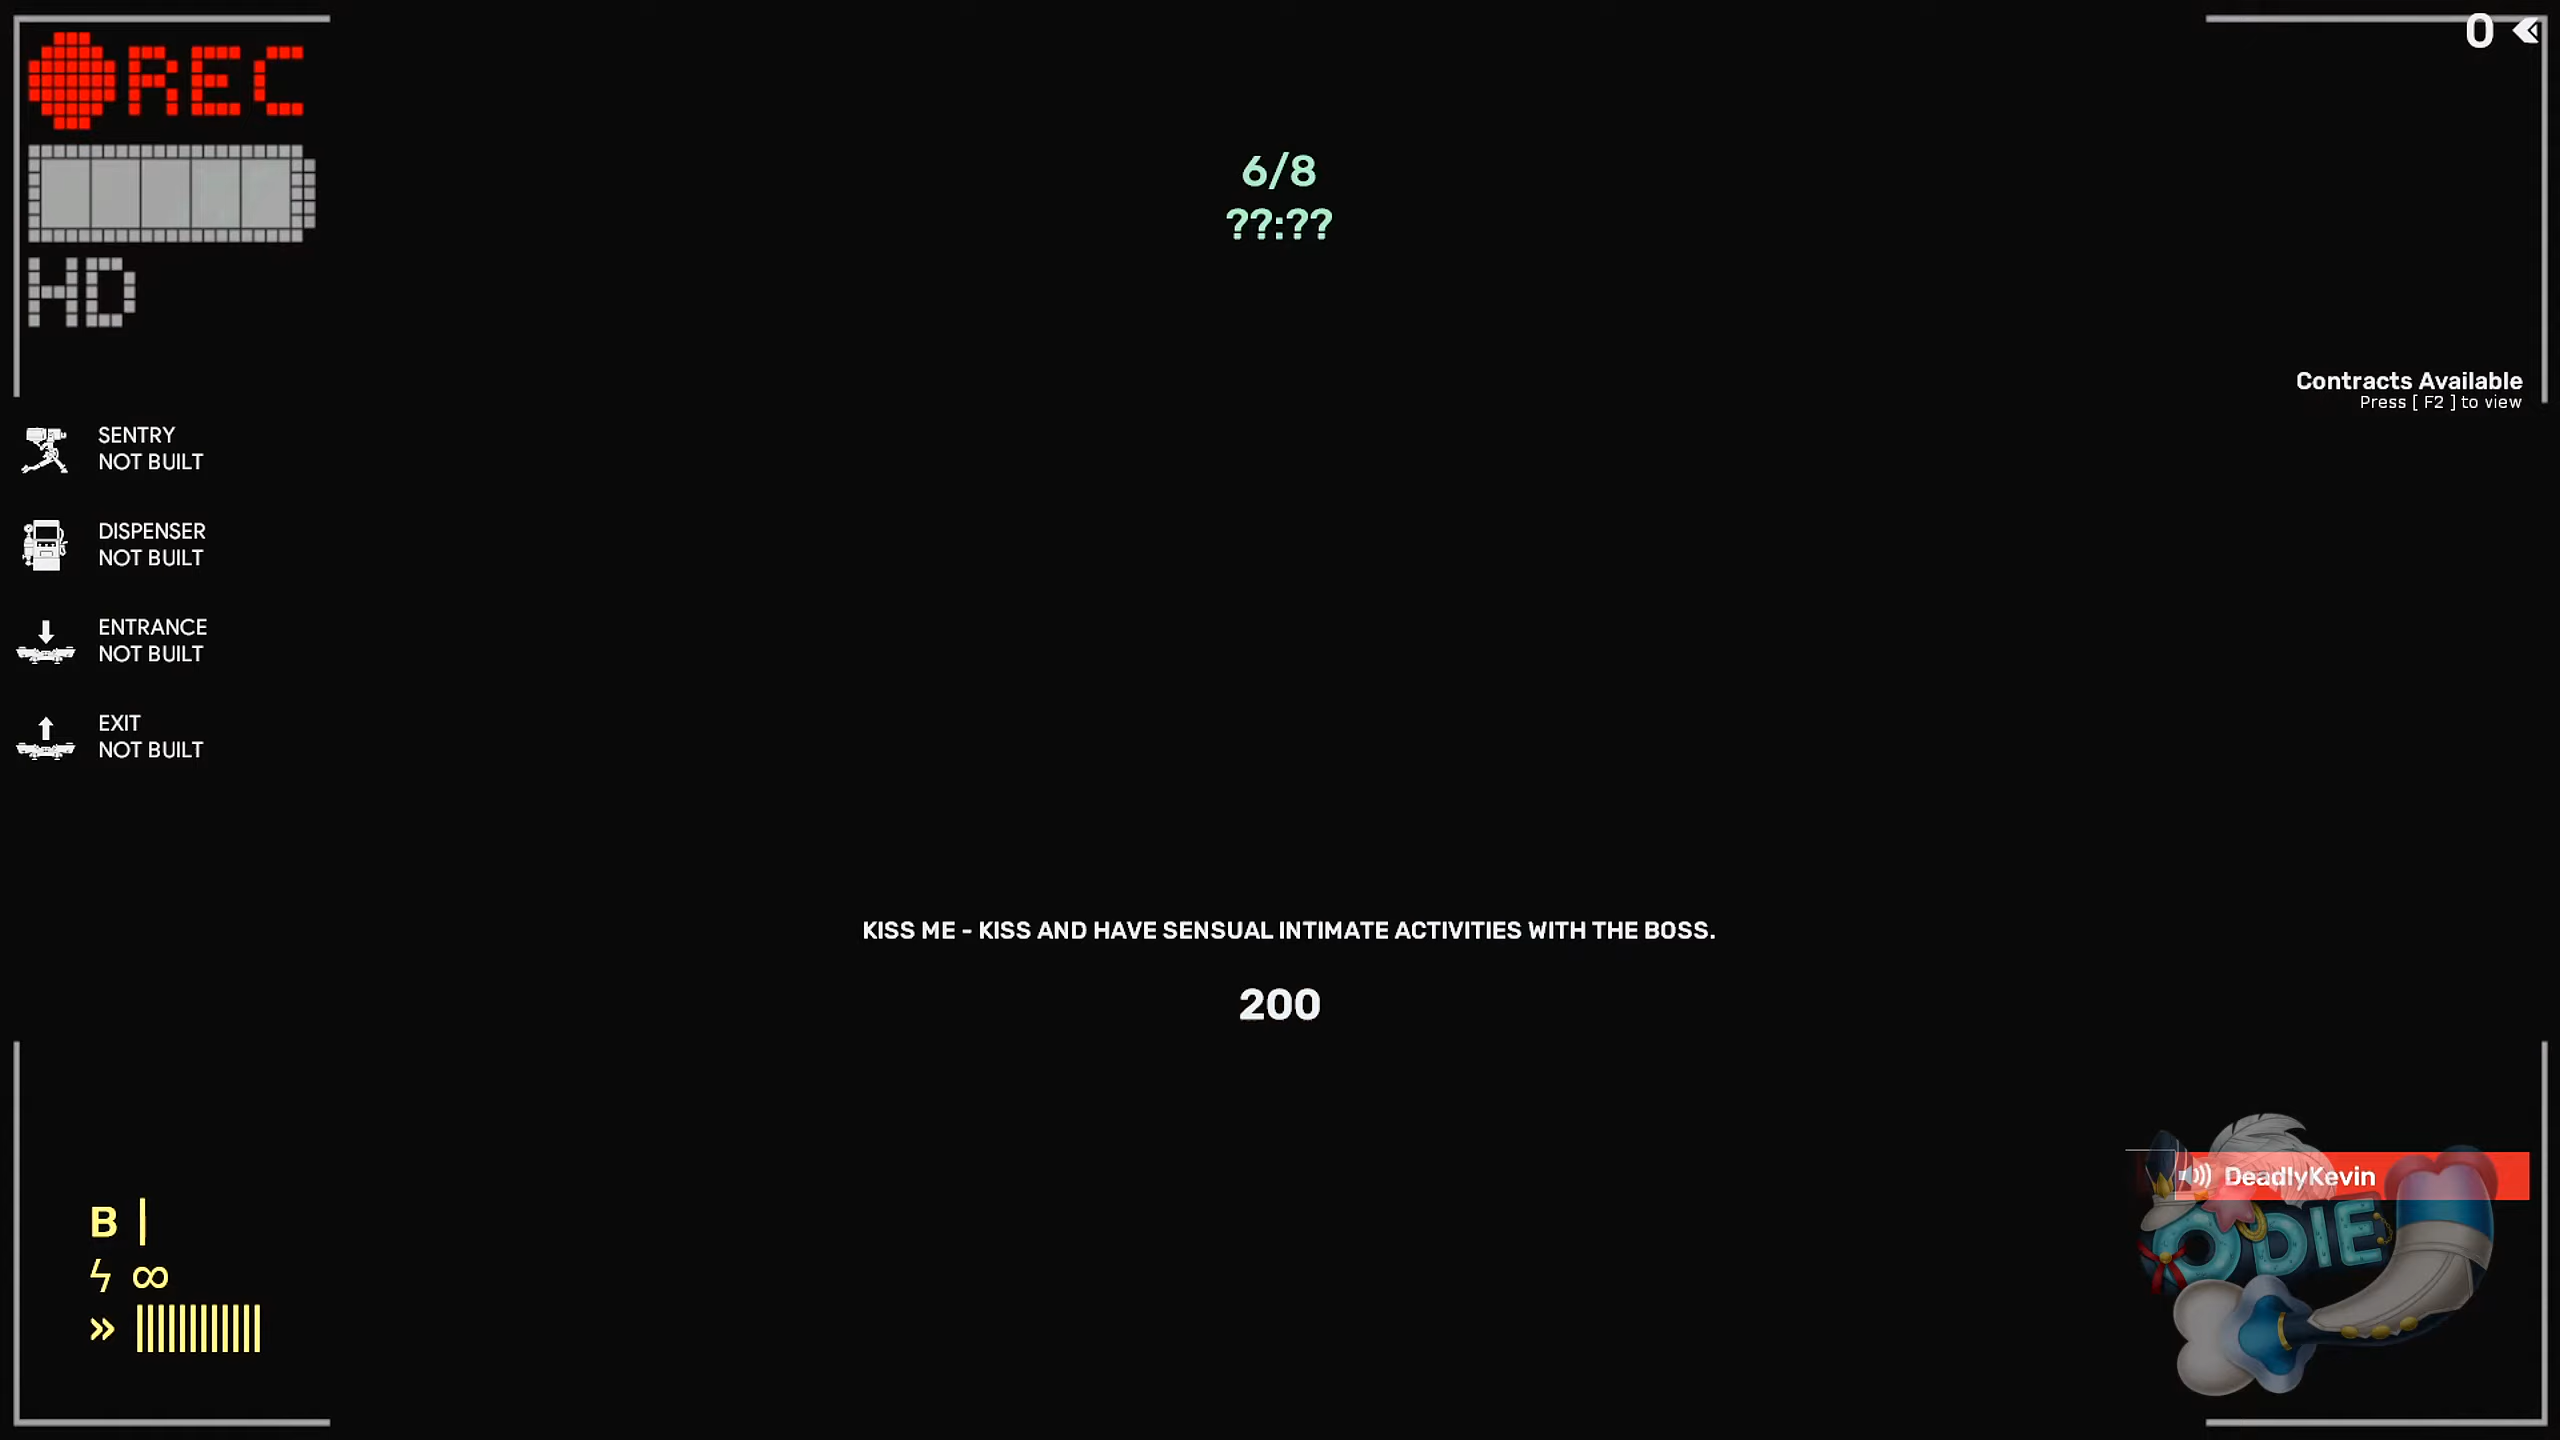 REC
HD
0
6/8
??:??
Contracts Available
Press [ F2 ] to view
SENTRY
NOT BUILT
DISPENSER
NOT BUILT
ENTRANCE
NOT BUILT
EXIT
NOT BUILT
KISS ME - KISS AND HAVE SENSUAL INTIMATE ACTIVITIES WITH THE BOSS.
200
DeadlyKevin
ODIE
B |
ϟ ∞
» ||||||||||||